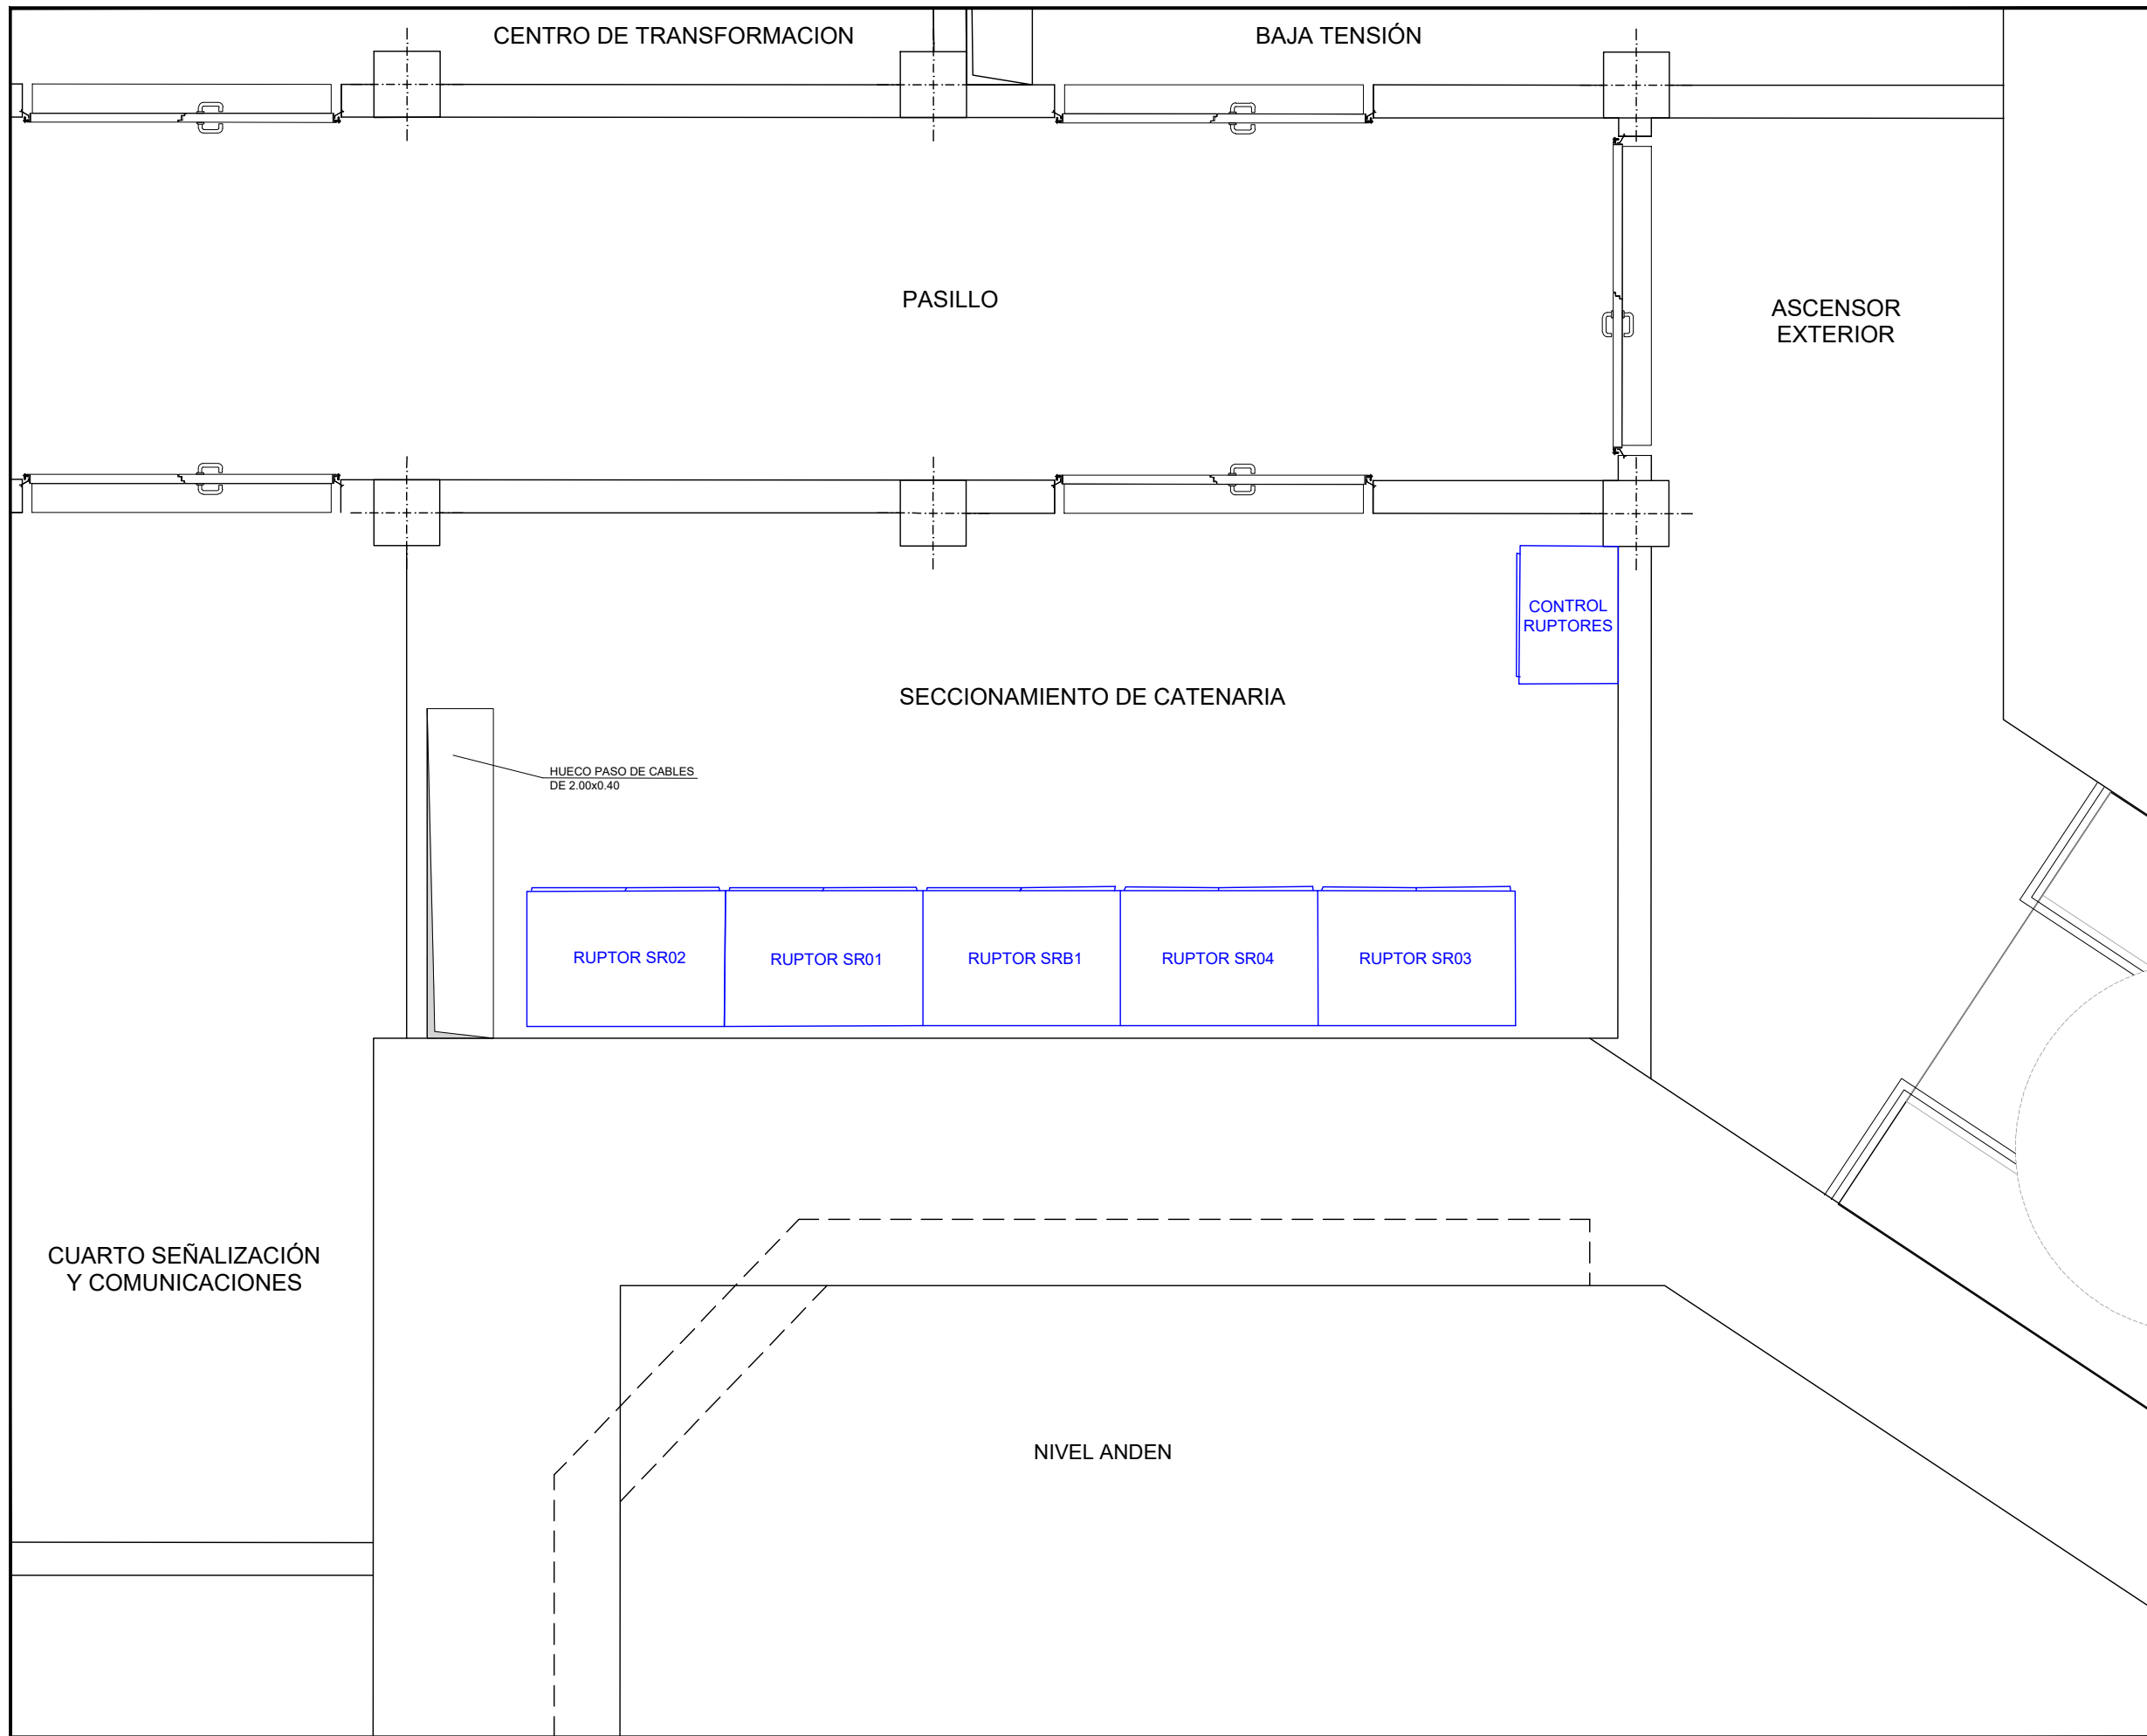 CENTRO DE TRANSFORMACION
BAJA TENSIÓN
PASILLO
ASCENSOR
EXTERIOR
CONTROL
RUPTORES
SECCIONAMIENTO DE CATENARIA
HUECO PASO DE CABLES
DE 2.00x0.40
RUPTOR SR02
RUPTOR SR01
RUPTOR SRB1
RUPTOR SR04
RUPTOR SR03
CUARTO SEÑALIZACIÓN
Y COMUNICACIONES
NIVEL ANDEN